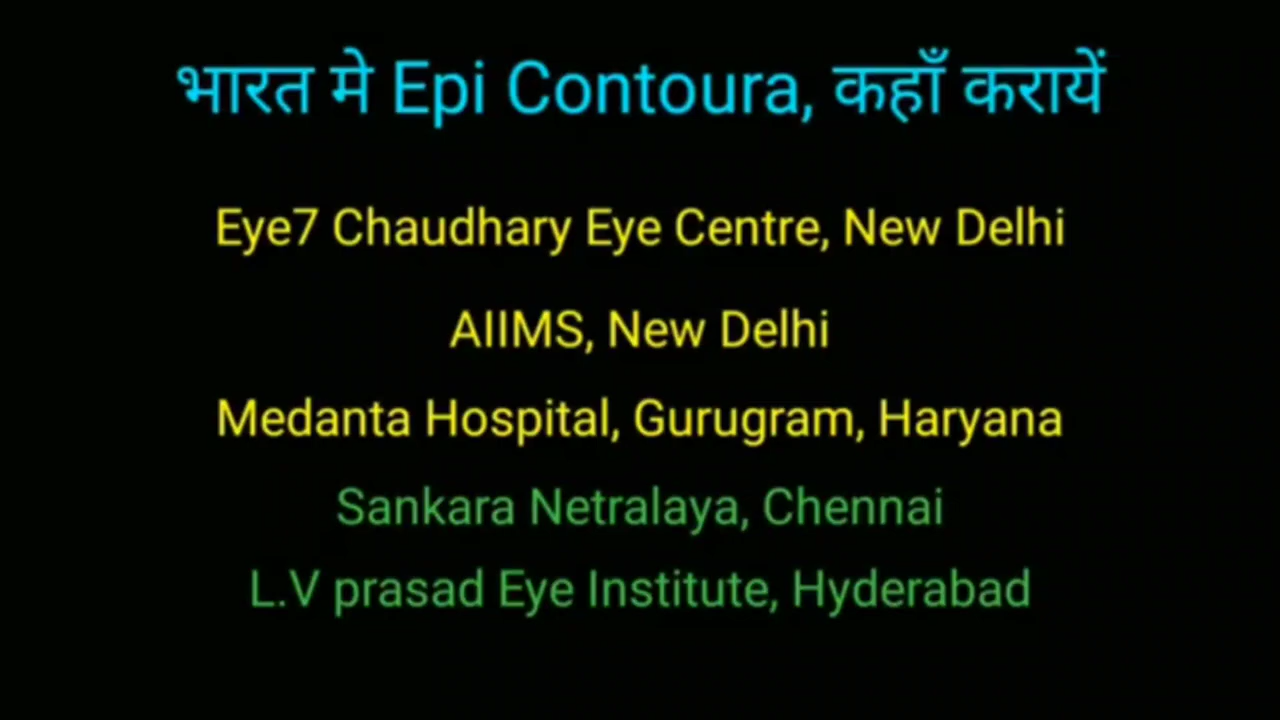 भारत मे Epi Contoura, कहाँ करायें
Eye7 Chaudhary Eye Centre, New Delhi
AIIMS, New Delhi
Medanta Hospital, Gurugram, Haryana
Sankara Netralaya, Chennai
L.V prasad Eye Institute, Hyderabad